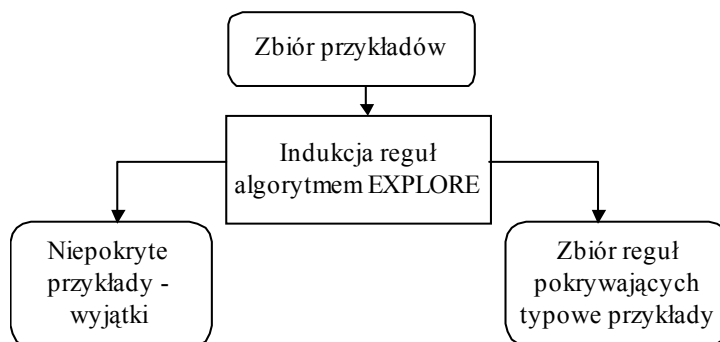 Zbiór przykładów
Indukcja reguł
algorytmem EXPLORE
Niepokryte
przykłady -
wyjątki
Zbiór reguł
pokrywających
typowe przykłady